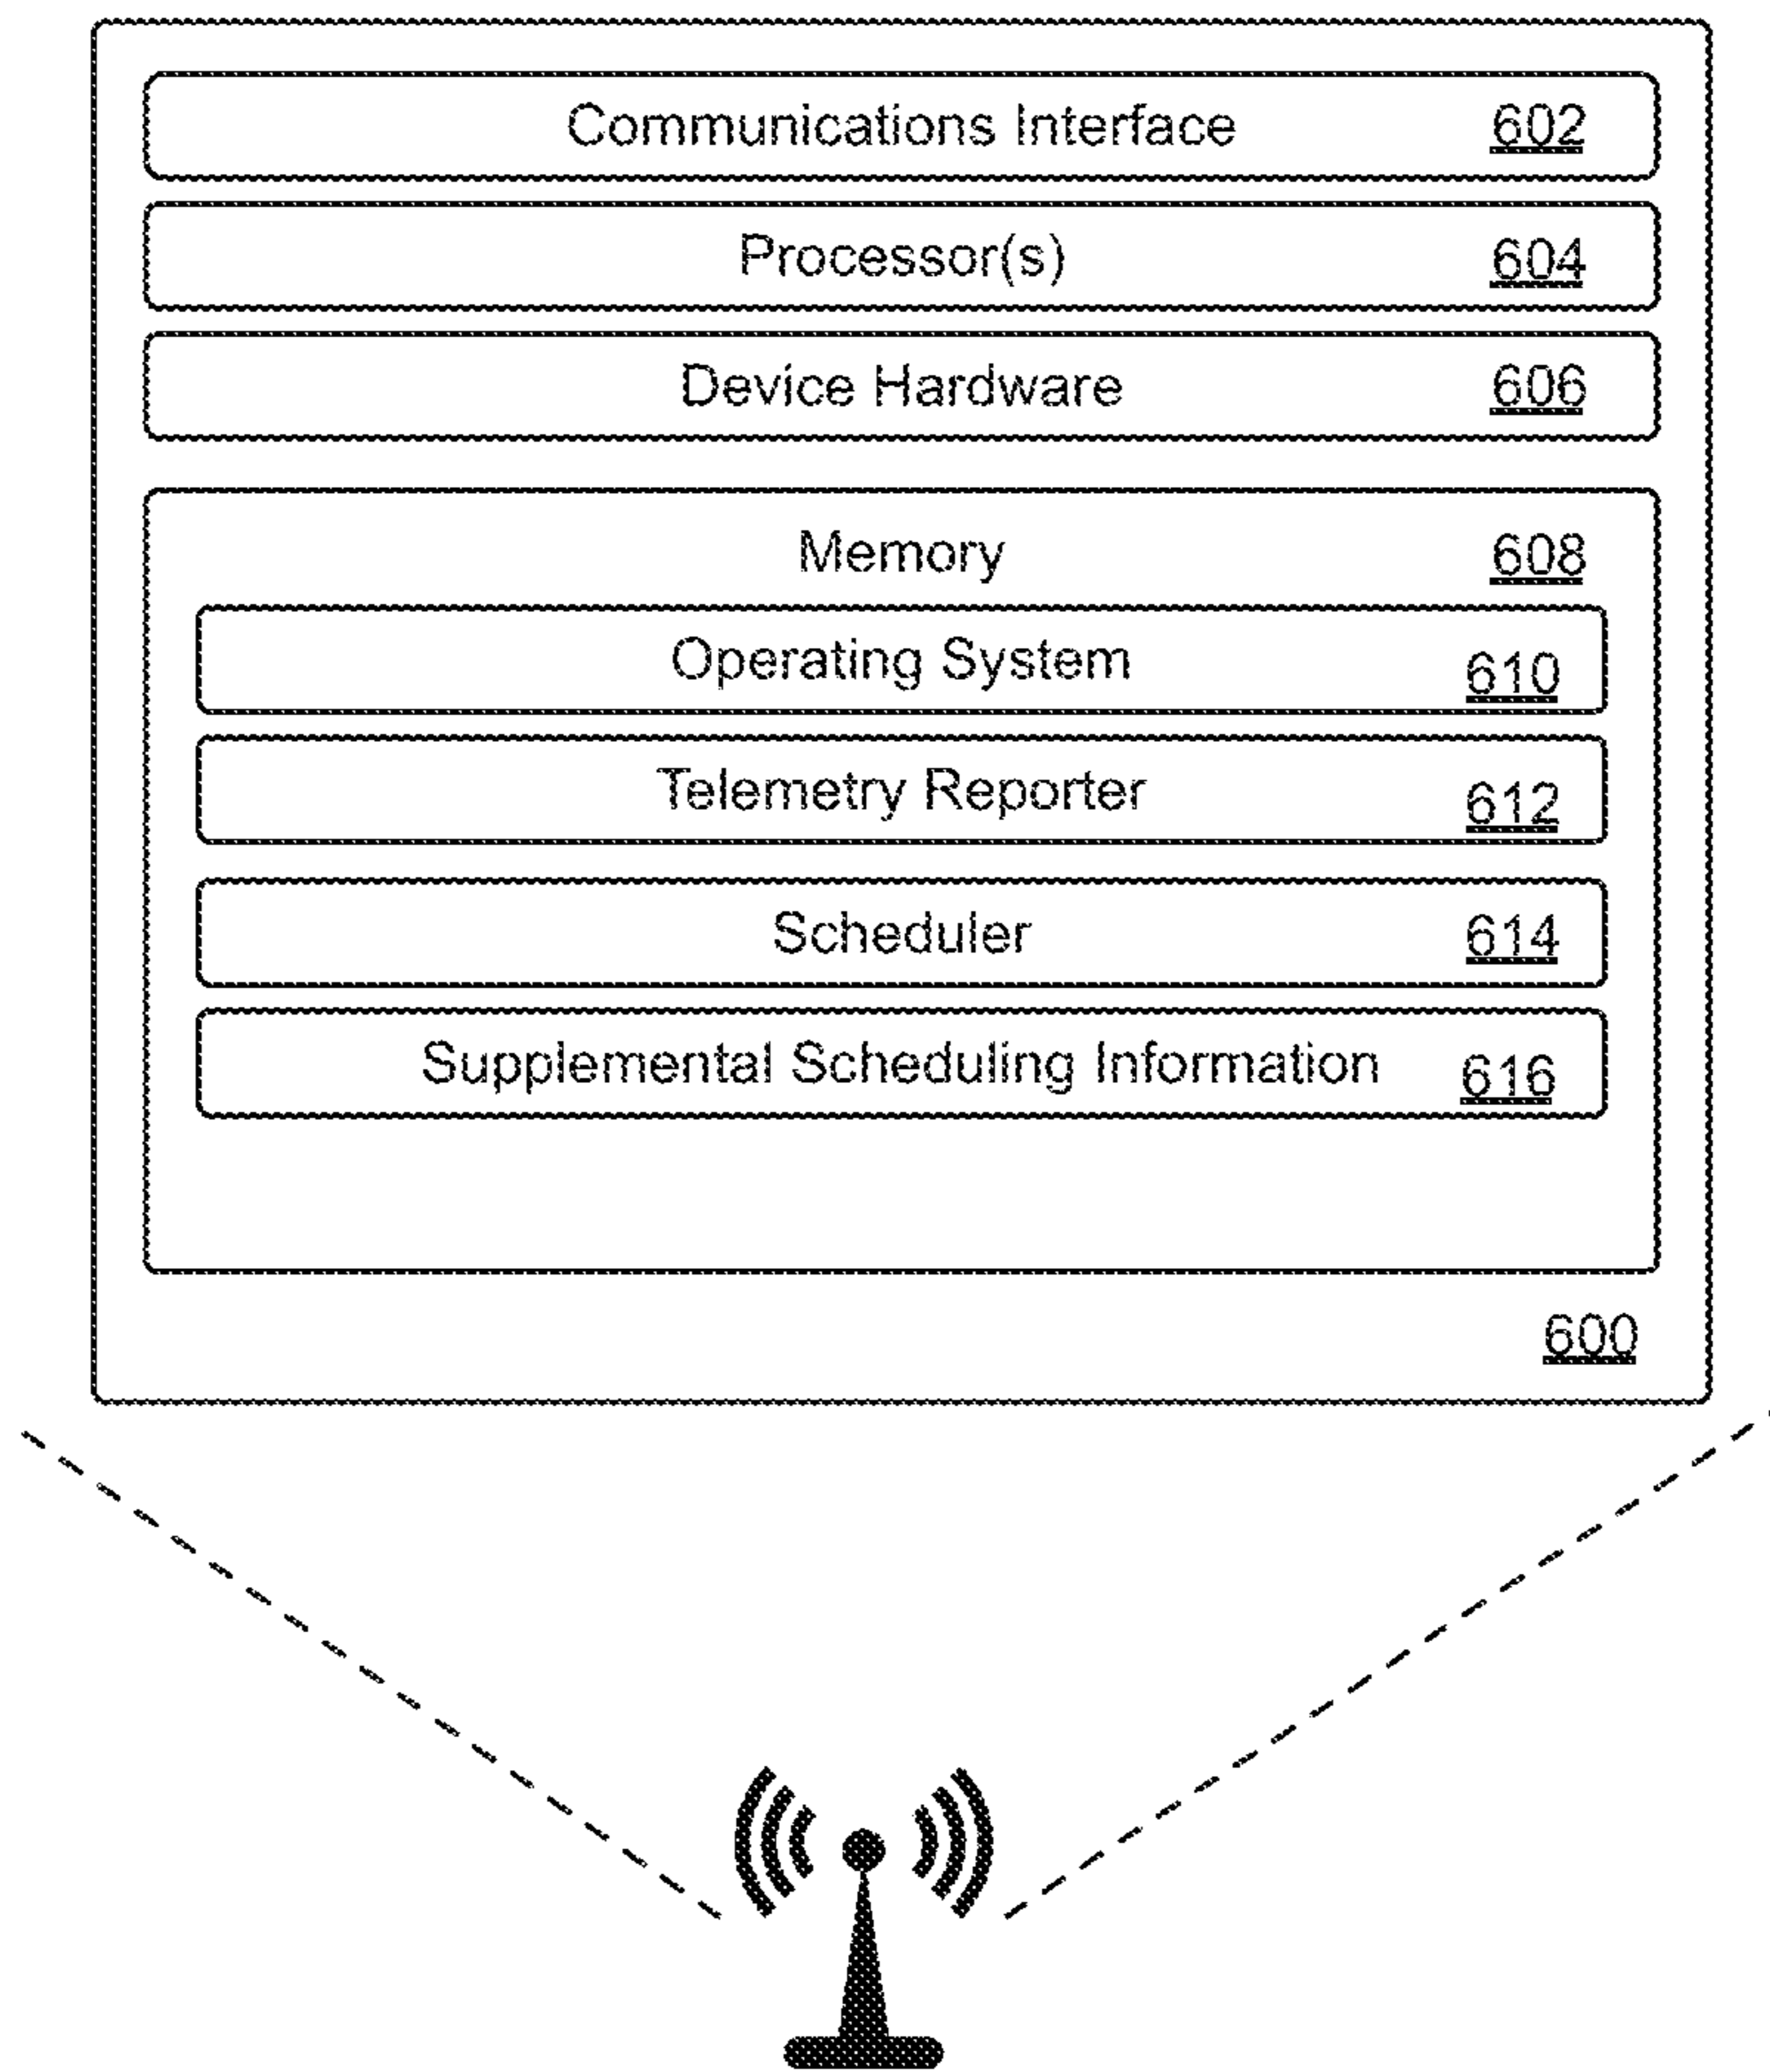 Communications Interface 602
Processor(s) 604
Device Hardware 606
Memory 608
Operating System 610
Telemetry Reporter 612
Scheduler 614
Supplemental Scheduling Information 616
600